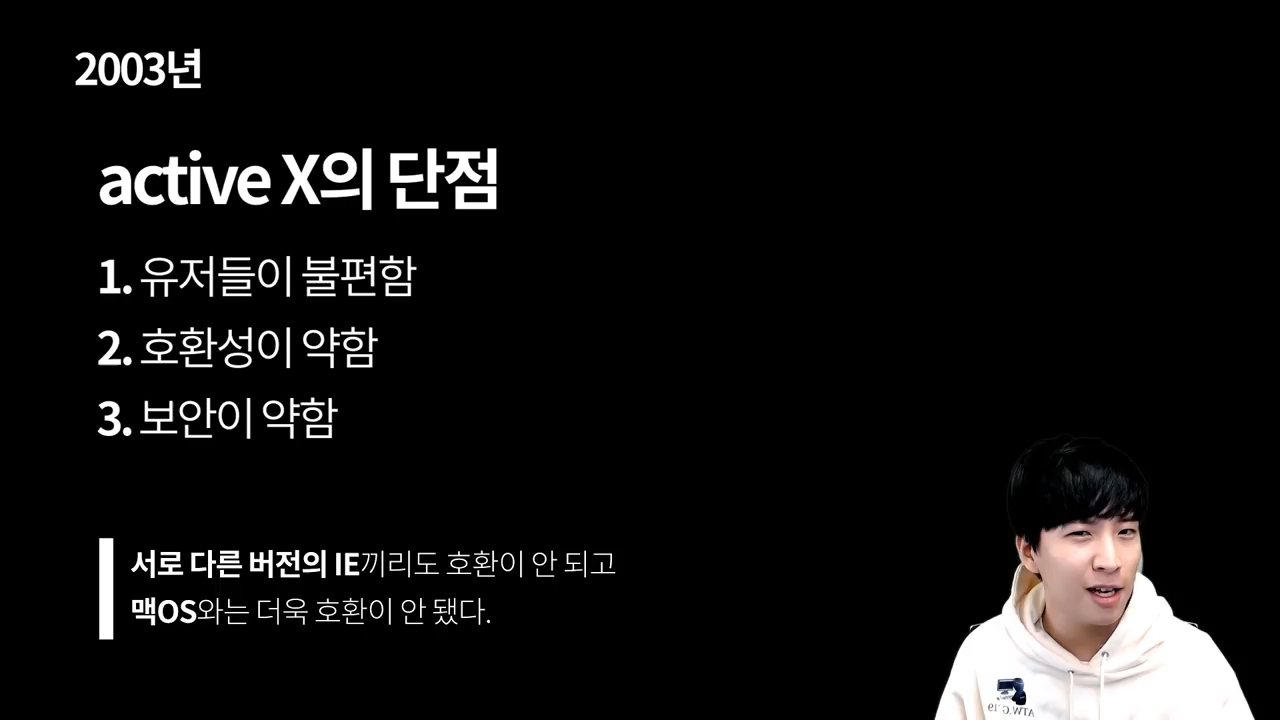 2003년
active X의 단점
1. 유저들이 불편함
2. 호환성이 약함
3. 보안이 약함
서로 다른 버전의 IE끼리도 호환이 안 되고
맥OS와는 더욱 호환이 안 됐다.
ATW.G '19